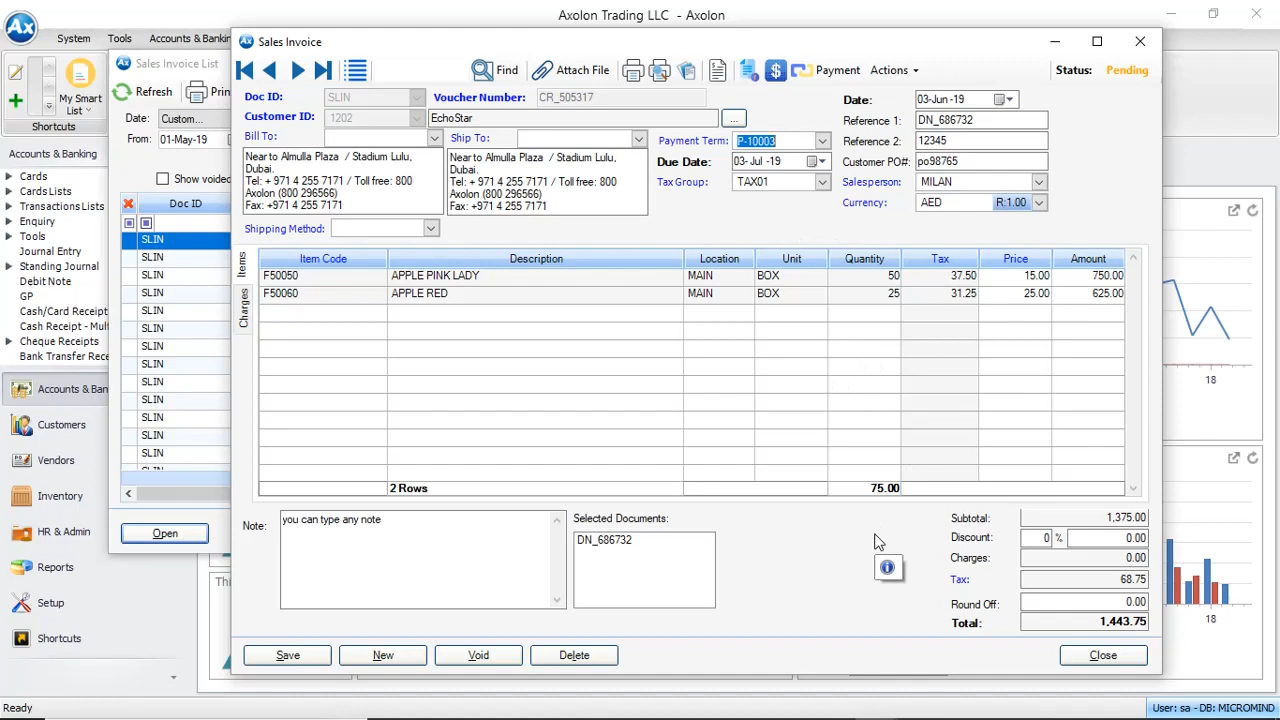 Axolon Trading LLC - Axolon
Ax
System
Tools
Accounts & Bankin
My Smart
List
Shortcuts
Sales Invoice List
Refresh
Prin
Date:
Custom...
From:
01-May-19
Show voided
Doc ID
SLIN
SLIN
SLIN
SLIN
SLIN
SLIN
SLIN
SLIN
SLIN
SLIN
SLIN
SLIN
SLIN
SLIN
Open
Accounts & Banking
Cards
Cards Lists
Transactions Lists
Enquiry
Tools
Journal Entry
Standing Journal
Debit Note
GP
Cash/Card Receipt
Cash Receipt - Mult
Cheque Receipts
Bank Transfer Rece
Accounts & Ban
Customers
Vendors
Inventory
HR & Admin
Reports
Setup
Shortcuts
Sales Invoice
Find
Attach File
Payment
Actions
Status:
Pending
Doc ID:
SLIN
Voucher Number:
CR_505317
Customer ID:
1202
EchoStar
...
Bill To:
Ship To:
Near to Almulla Plaza / Stadium Lulu,
Dubai.
Tel: + 971 4 255 7171 / Toll free: 800
Axolon (800 296566)
Fax: +971 4 255 7171
Near to Almulla Plaza / Stadium Lulu,
Dubai.
Tel: + 971 4 255 7171 / Toll free: 800
Axolon (800 296566)
Fax: +971 4 255 7171
Payment Term:
P-10003
Due Date:
03-Jul -19
Tax Group:
TAX01
Date:
03-Jun -19
Reference 1:
DN_686732
Reference 2:
12345
Customer PO#:
po98765
Salesperson:
MILAN
Currency:
AED
R:1.00
Shipping Method:
Items
Charges
Item Code Description Location Unit Quantity Tax Price Amount
F50050 APPLE PINK LADY MAIN BOX 50 37.50 15.00 750.00
F50060 APPLE RED MAIN BOX 25 31.25 25.00 625.00
2 Rows 75.00
Note:
you can type any note
Selected Documents:
DN_686732
Subtotal: 1,375.00
Discount: 0 % 0.00
Charges: 0.00
Tax: 68.75
Round Off: 0.00
Total: 1,443.75
Save
New
Void
Delete
Close
18
18
Thi
Ready
User: sa - DB: MICROMIND